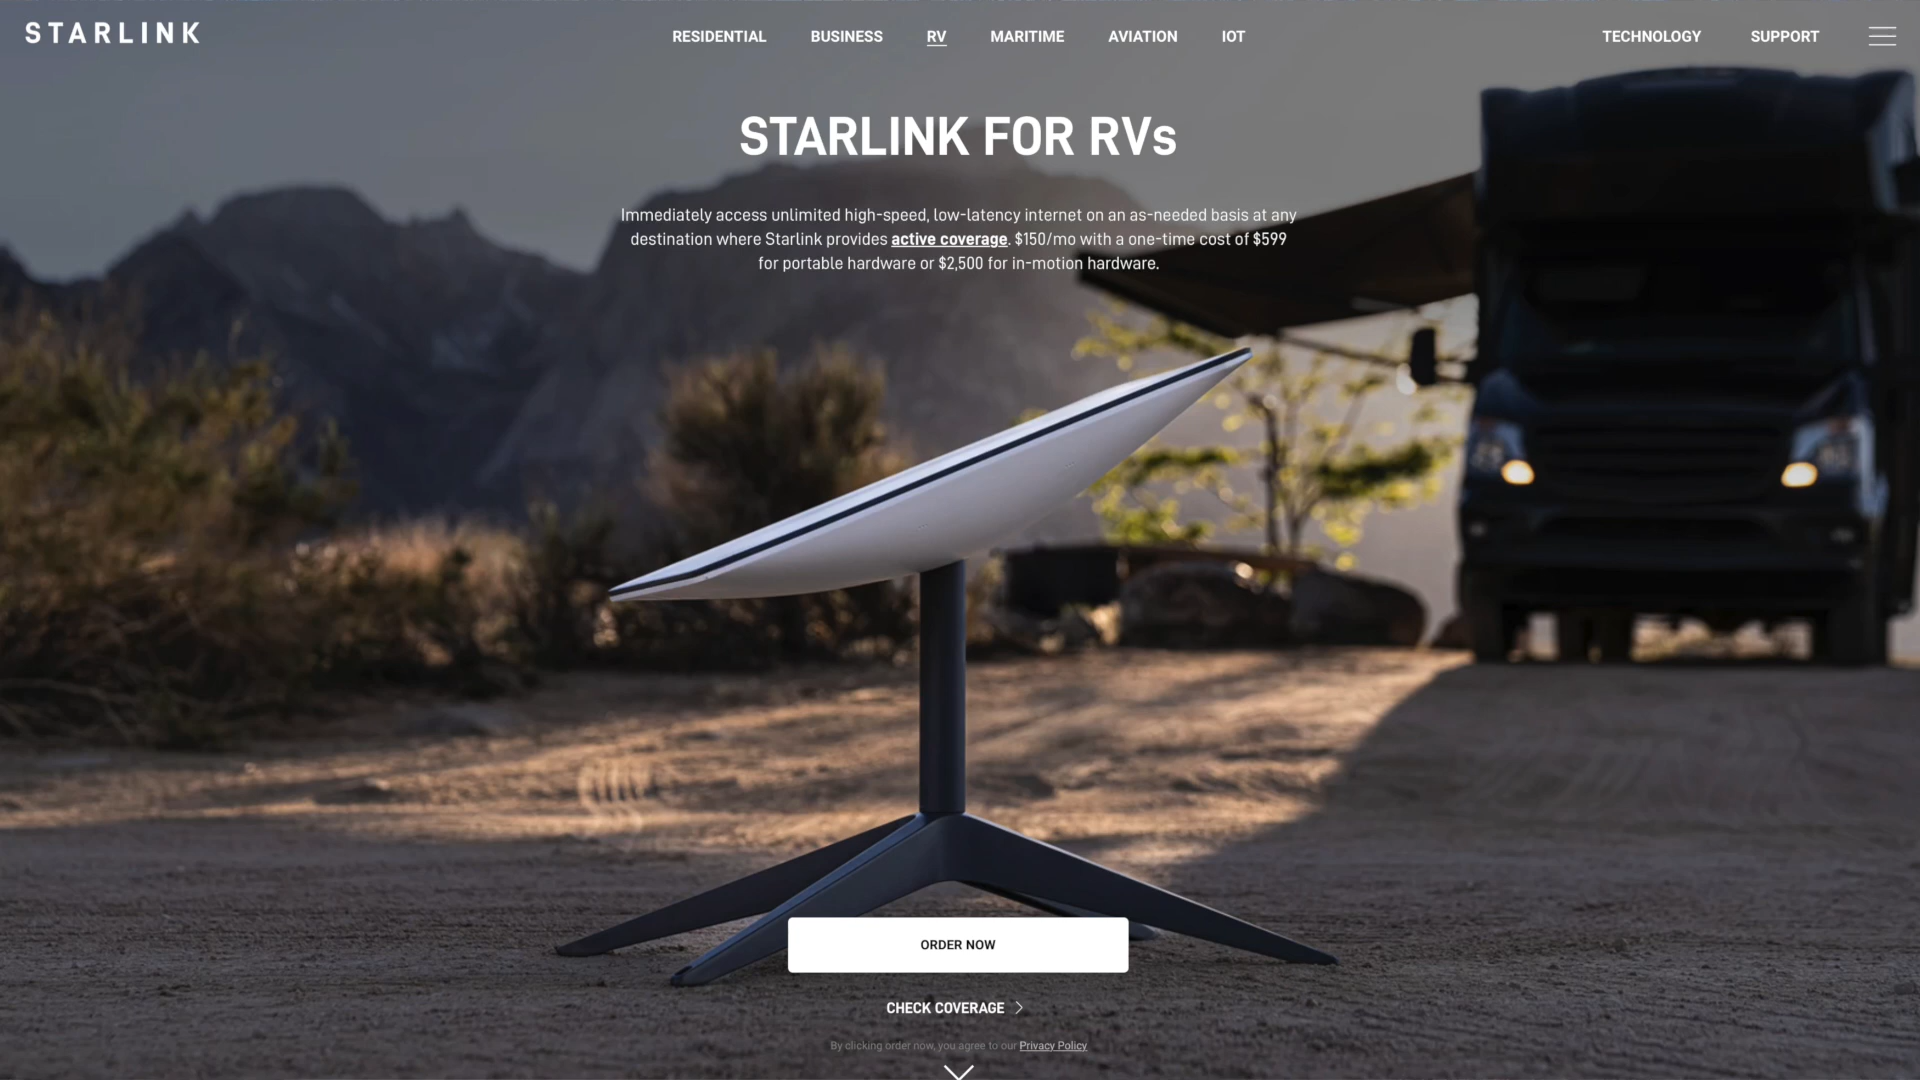 STARLINK
RESIDENTIAL
BUSINESS
RV
MARITIME
AVIATION
IOT
TECHNOLOGY
SUPPORT
STARLINK FOR RVs
Immediately access unlimited high-speed, low-latency internet on an as-needed basis at any
destination where Starlink provides active coverage. $150/mo with a one-time cost of $599
for portable hardware or $2,500 for in-motion hardware.
ORDER NOW
CHECK COVERAGE
By clicking order now, you agree to our Privacy Policy